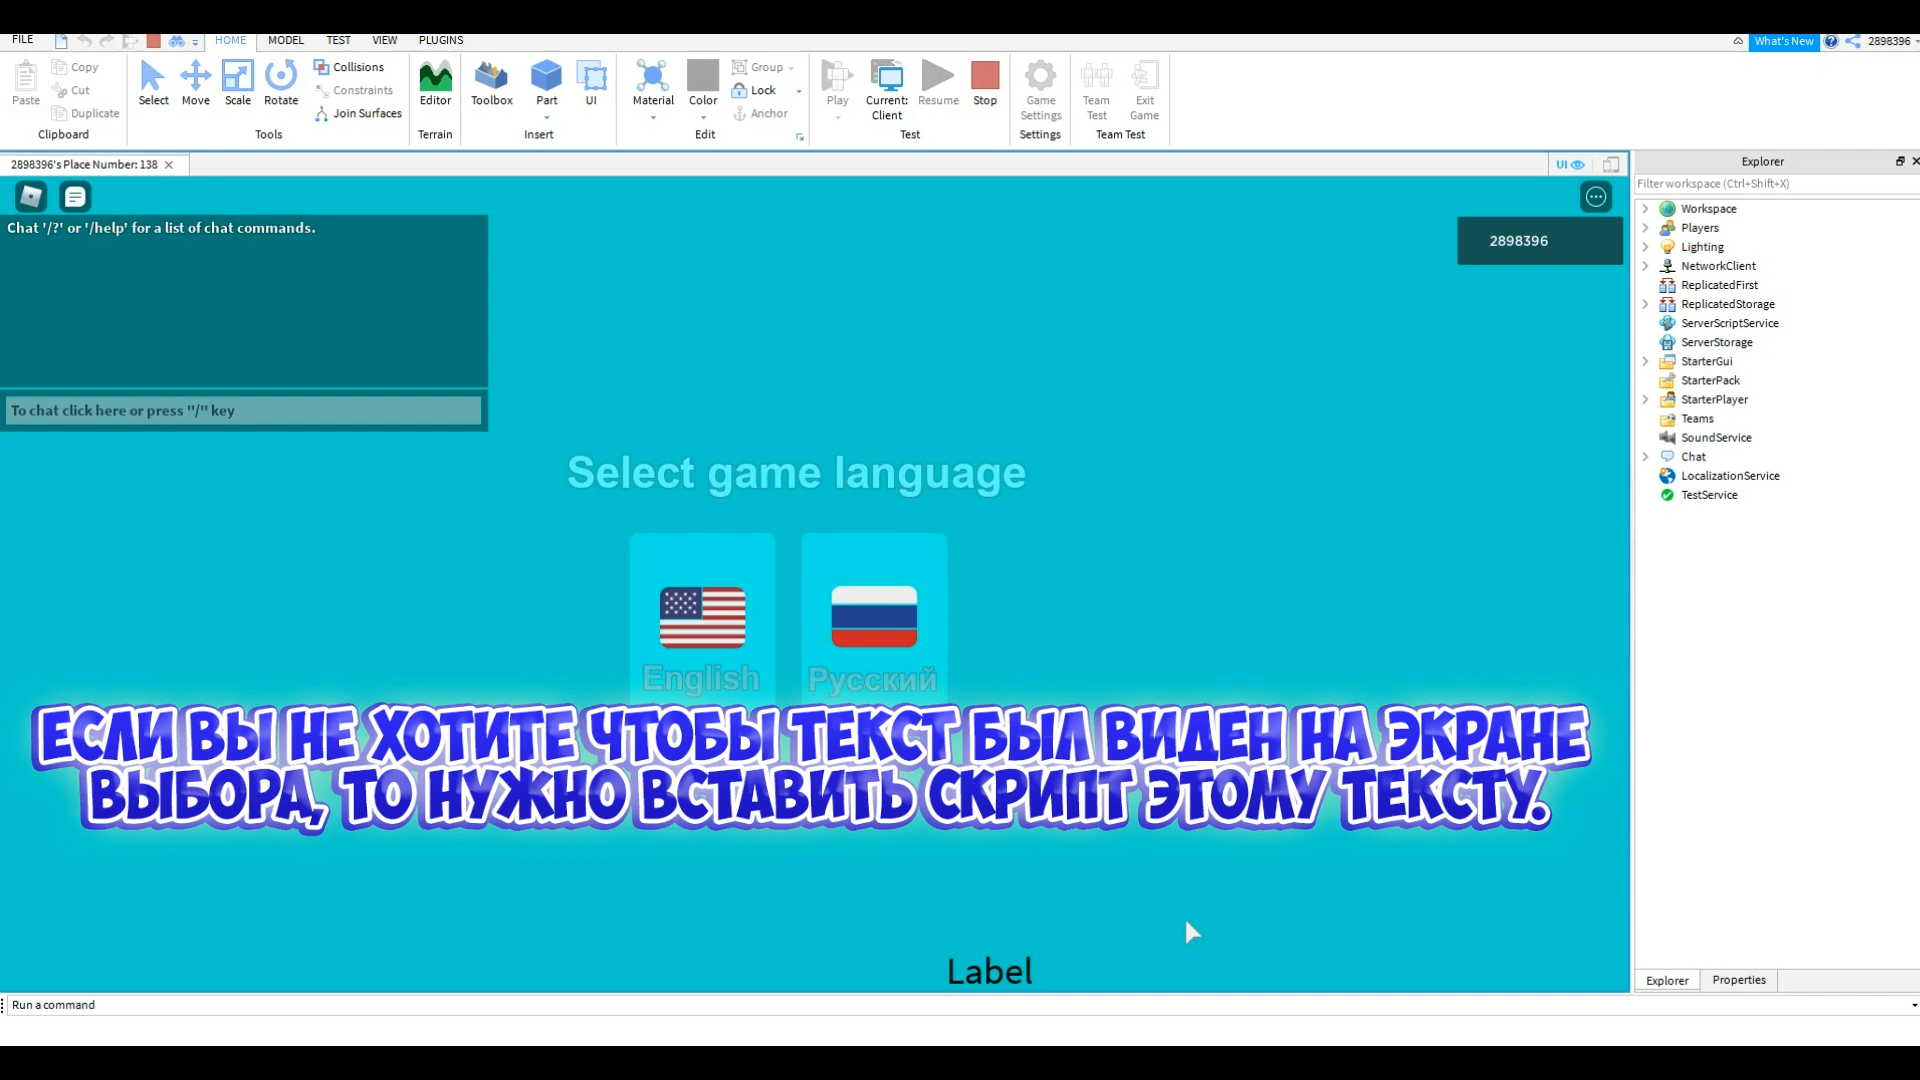 FILE HOME MODEL TEST VIEW PLUGINS What's New 2898396
Paste Copy Cut Duplicate
Select Move Scale Rotate
Collisions Constraints Join Surfaces
Editor Toolbox Part UI
Material Color Group Lock Anchor
Play Current: Client Resume Stop
Game Settings Team Test Exit Game
Clipboard Tools Terrain Insert Edit Test Settings Team Test
2898396's Place Number: 138
UI
Chat '/?' or '/help' for a list of chat commands.
2898396
To chat click here or press "/" key
Select game language
English Русский
ЕСЛИ ВЫ НЕ ХОТИТЕ ЧТОБЫ ТЕКСТ БЫЛ ВИДЕН НА ЭКРАНЕ
ВЫБОРА, ТО НУЖНО ВСТАВИТЬ СКРИПТ ЭТОМУ ТЕКСТУ.
Label
Run a command
Explorer
Filter workspace (Ctrl+Shift+X)
Workspace
Players
Lighting
NetworkClient
ReplicatedFirst
ReplicatedStorage
ServerScriptService
ServerStorage
StarterGui
StarterPack
StarterPlayer
Teams
SoundService
Chat
LocalizationService
TestService
Explorer Properties